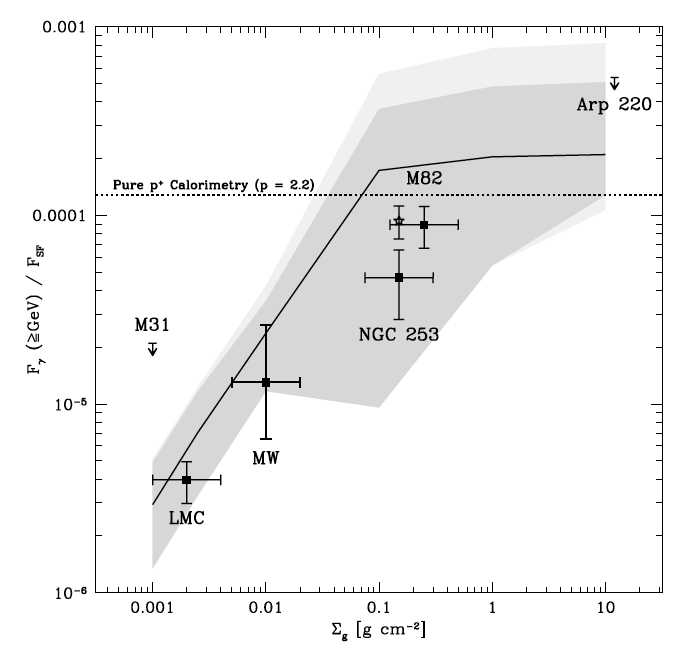 0.001
Arp 220
M82
Pure p⁺ Calorimetry (p = 2.2)
0.0001
F_γ (≧GeV) / F_SF
M31
NGC 253
10⁻⁵
MW
LMC
10⁻⁶
0.001 0.01 0.1 1 10
Σ_g [g cm⁻²]